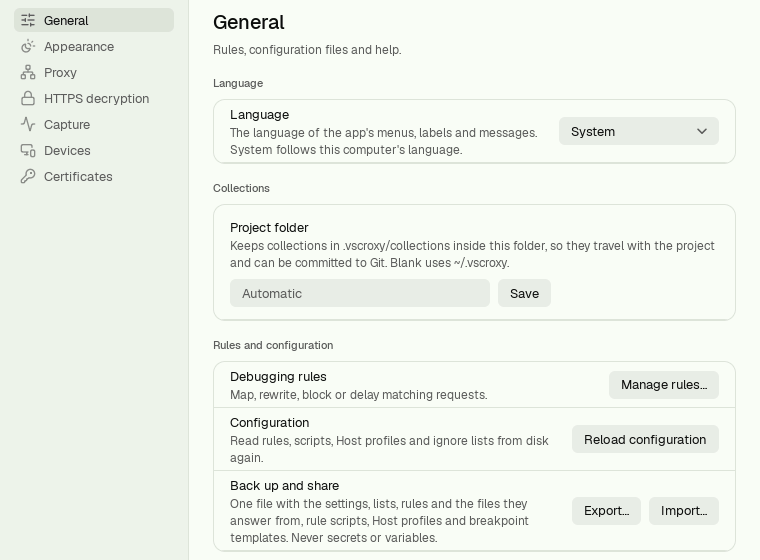 General
Appearance
Proxy
HTTPS decryption
Capture
Devices
Certificates
General
Rules, configuration files and help.
Language
Language
The language of the app's menus, labels and messages.
System follows this computer's language.
System
Collections
Project folder
Keeps collections in .vscroxy/collections inside this folder, so they travel with the project
and can be committed to Git. Blank uses ~/.vscroxy.
Automatic
Save
Rules and configuration
Debugging rules
Map, rewrite, block or delay matching requests.
Manage rules...
Configuration
Read rules, scripts, Host profiles and ignore lists from disk
again.
Reload configuration
Back up and share
One file with the settings, lists, rules and the files they
answer from, rule scripts, Host profiles and breakpoint
templates. Never secrets or variables.
Export...
Import...